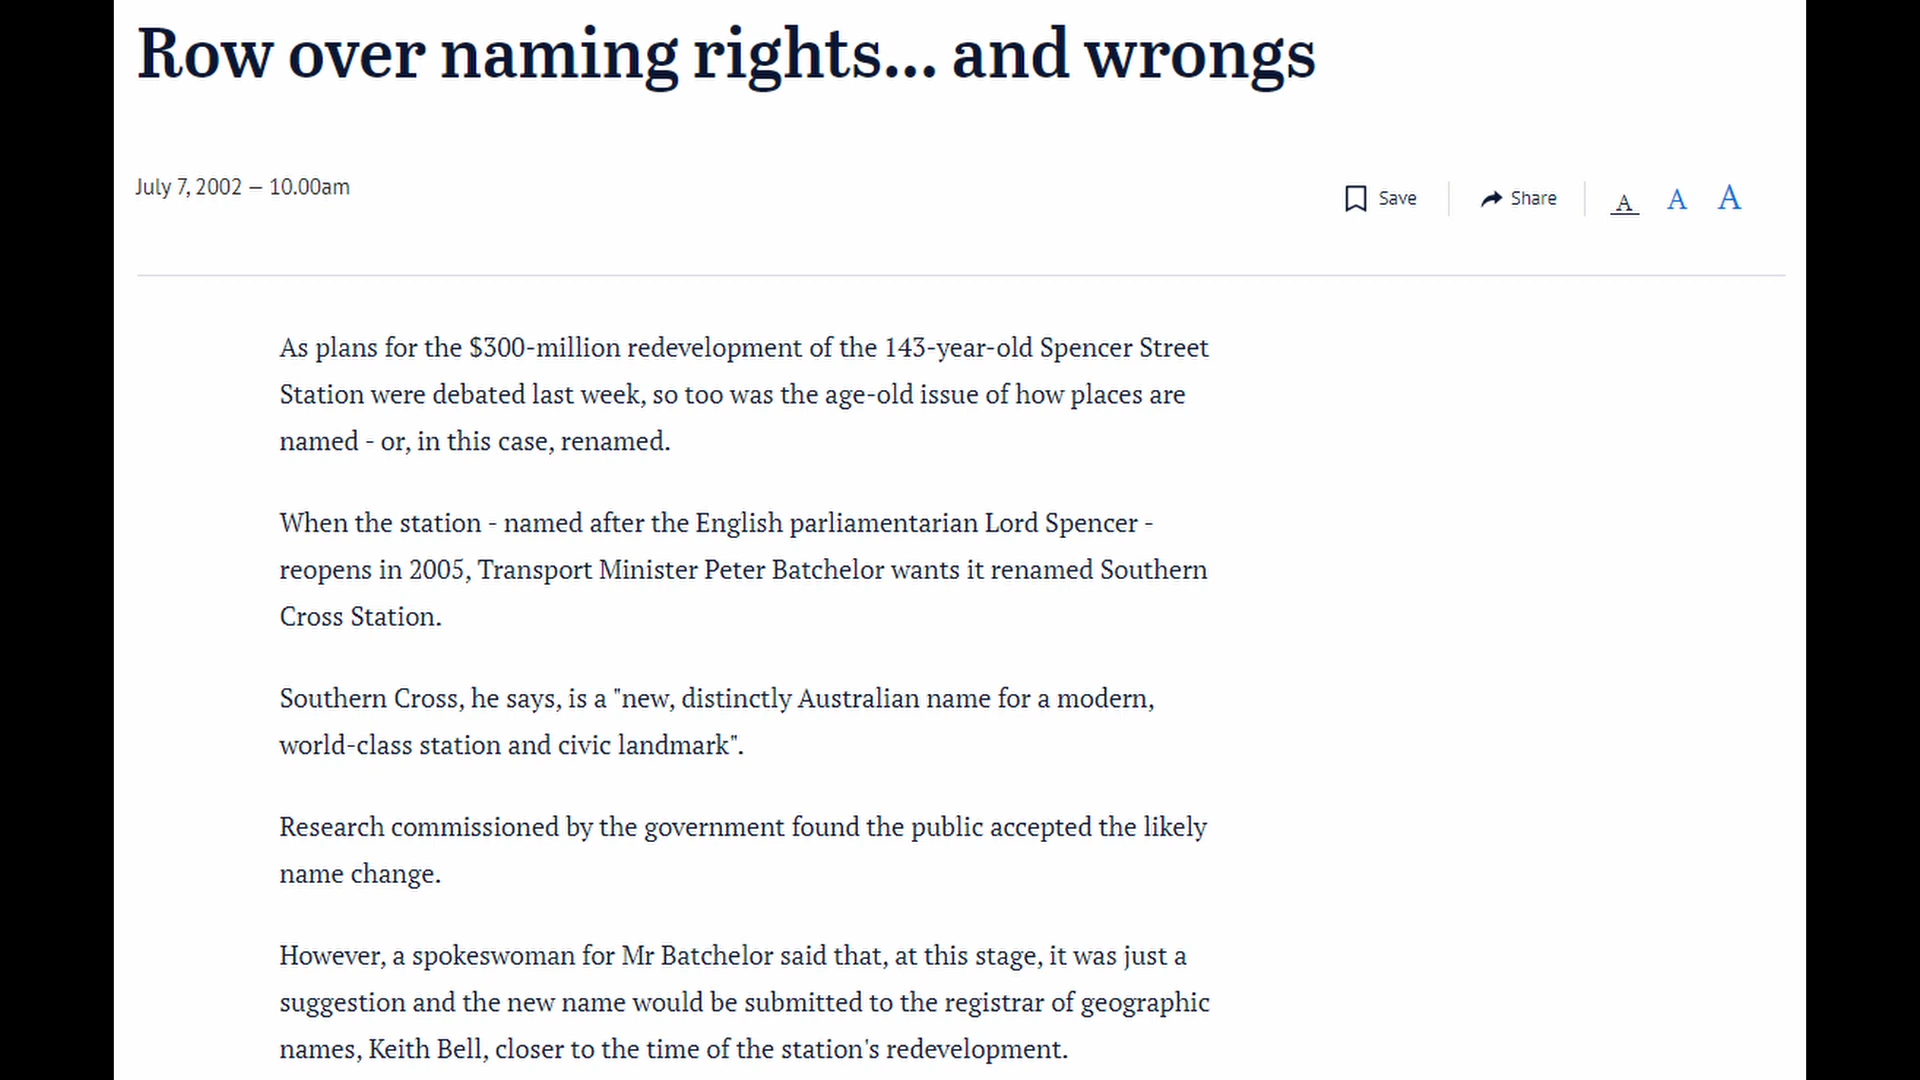 Row over naming rights... and wrongs
July 7, 2002 — 10.00am
Save
Share
A
A
A
As plans for the $300-million redevelopment of the 143-year-old Spencer Street
Station were debated last week, so too was the age-old issue of how places are
named - or, in this case, renamed.
When the station - named after the English parliamentarian Lord Spencer -
reopens in 2005, Transport Minister Peter Batchelor wants it renamed Southern
Cross Station.
Southern Cross, he says, is a "new, distinctly Australian name for a modern,
world-class station and civic landmark".
Research commissioned by the government found the public accepted the likely
name change.
However, a spokeswoman for Mr Batchelor said that, at this stage, it was just a
suggestion and the new name would be submitted to the registrar of geographic
names, Keith Bell, closer to the time of the station's redevelopment.